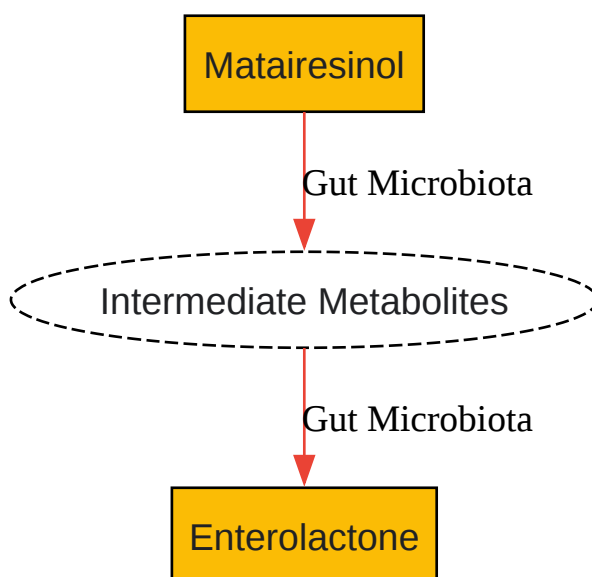 Matairesinol
Gut Microbiota
Intermediate Metabolites
Gut Microbiota
Enterolactone